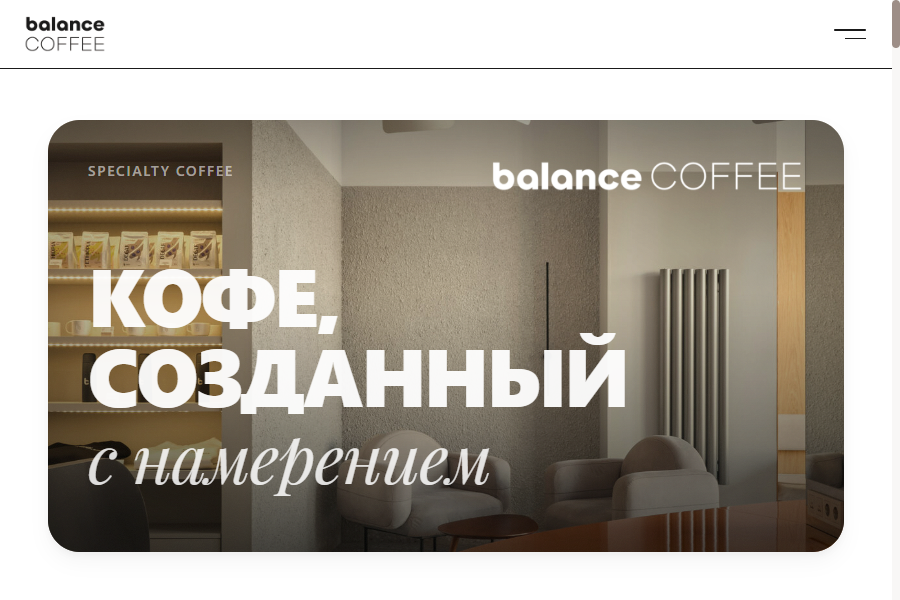 balance
COFFEE
SPECIALTY COFFEE
balance COFFEE
КОФЕ,
СОЗДАННЫЙ
с намерением